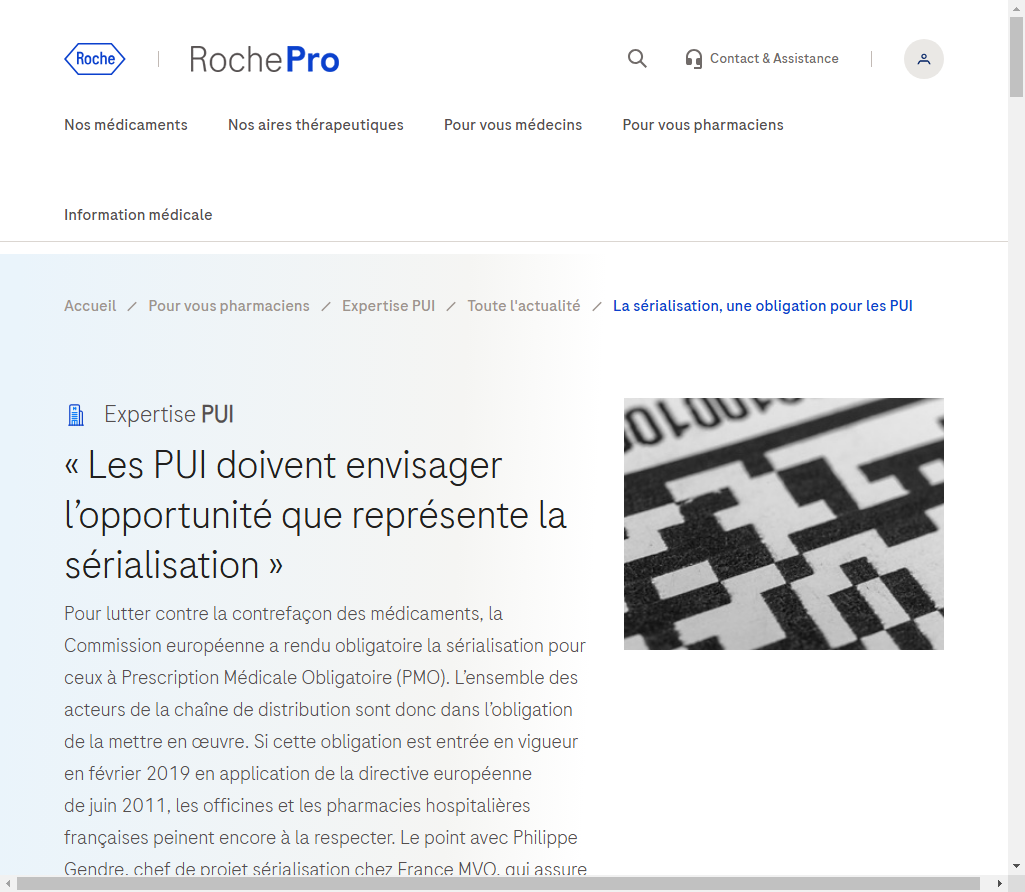 Roche
RochePro
Contact & Assistance
Nos médicaments
Nos aires thérapeutiques
Pour vous médecins
Pour vous pharmaciens
Information médicale
Accueil / Pour vous pharmaciens / Expertise PUI / Toute l'actualité / La sérialisation, une obligation pour les PUI
Expertise PUI
« Les PUI doivent envisager
l’opportunité que représente la
sérialisation »
Pour lutter contre la contrefaçon des médicaments, la
Commission européenne a rendu obligatoire la sérialisation pour
ceux à Prescription Médicale Obligatoire (PMO). L’ensemble des
acteurs de la chaîne de distribution sont donc dans l’obligation
de la mettre en œuvre. Si cette obligation est entrée en vigueur
en février 2019 en application de la directive européenne
de juin 2011, les officines et les pharmacies hospitalières
françaises peinent encore à la respecter. Le point avec Philippe
Gendre, chef de projet sérialisation chez France MVO, qui assure